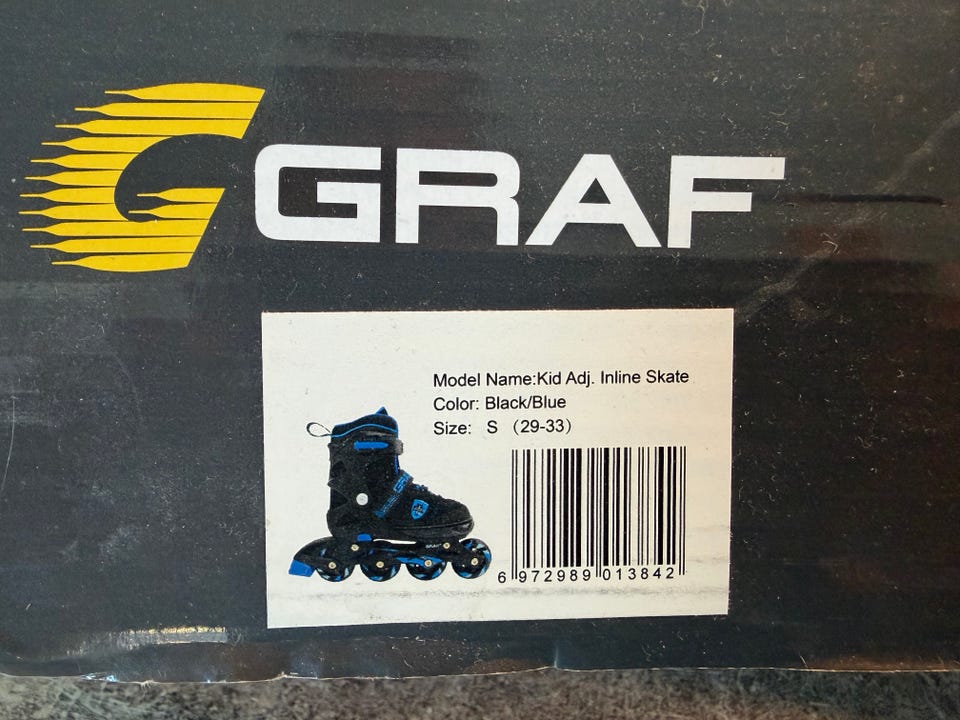 GRAF
Model Name:Kid Adj. Inline Skate
Color: Black/Blue
Size: S （29-33）
6 972989 013842